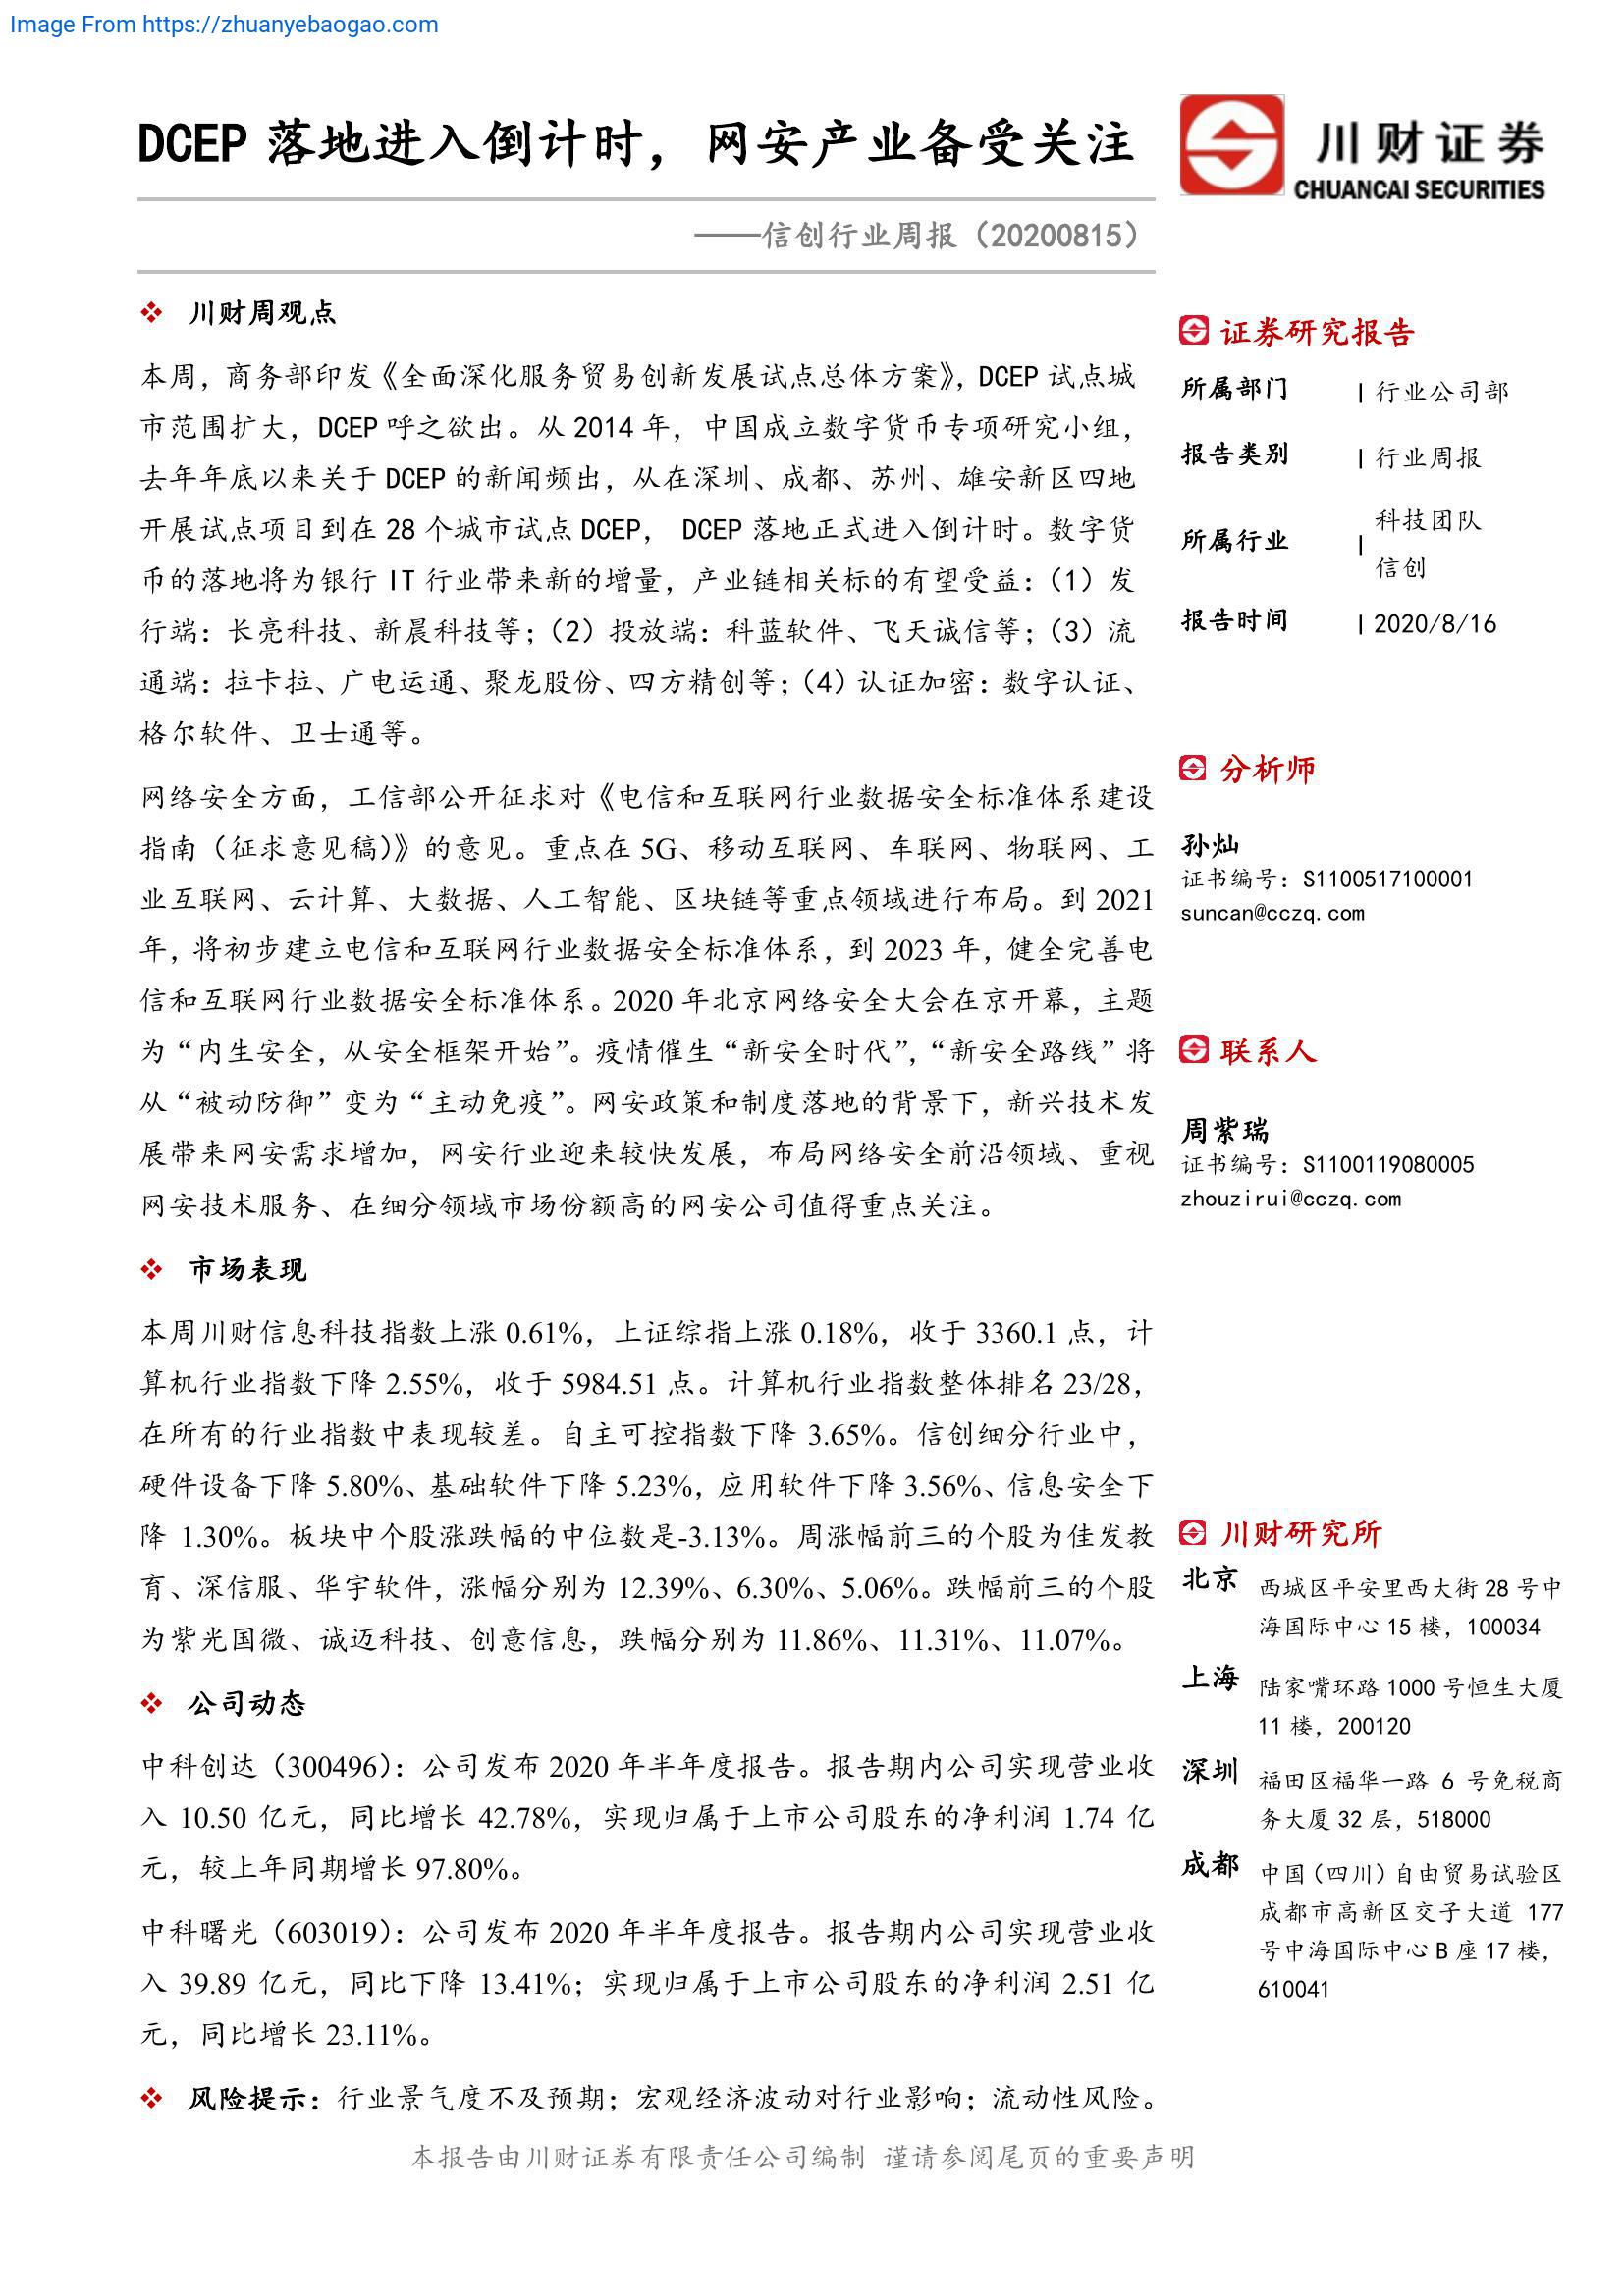 Image From https://zhuanyebaogao.com
DCEP 落地进入倒计时，网安产业备受关注
川财证券
CHUANCAI SECURITIES
——信创行业周报（20200815）
川财周观点
本周，商务部印发《全面深化服务贸易创新发展试点总体方案》，DCEP 试点城
市范围扩大，DCEP 呼之欲出。从 2014 年，中国成立数字货币专项研究小组，
去年年底以来关于 DCEP 的新闻频出，从在深圳、成都、苏州、雄安新区四地
开展试点项目到在 28 个城市试点 DCEP， DCEP 落地正式进入倒计时。数字货
币的落地将为银行 IT 行业带来新的增量，产业链相关标的有望受益：（1）发
行端：长亮科技、新晨科技等；（2）投放端：科蓝软件、飞天诚信等；（3）流
通端：拉卡拉、广电运通、聚龙股份、四方精创等；（4）认证加密：数字认证、
格尔软件、卫士通等。
网络安全方面，工信部公开征求对《电信和互联网行业数据安全标准体系建设
指南（征求意见稿）》的意见。重点在 5G、移动互联网、车联网、物联网、工
业互联网、云计算、大数据、人工智能、区块链等重点领域进行布局。到 2021
年，将初步建立电信和互联网行业数据安全标准体系，到 2023 年，健全完善电
信和互联网行业数据安全标准体系。2020 年北京网络安全大会在京开幕，主题
为“内生安全，从安全框架开始”。疫情催生“新安全时代”，“新安全路线”将
从“被动防御”变为“主动免疫”。网安政策和制度落地的背景下，新兴技术发
展带来网安需求增加，网安行业迎来较快发展，布局网络安全前沿领域、重视
网安技术服务、在细分领域市场份额高的网安公司值得重点关注。
市场表现
本周川财信息科技指数上涨 0.61%，上证综指上涨 0.18%，收于 3360.1 点，计
算机行业指数下降 2.55%，收于 5984.51 点。计算机行业指数整体排名 23/28，
在所有的行业指数中表现较差。自主可控指数下降 3.65%。信创细分行业中，
硬件设备下降 5.80%、基础软件下降 5.23%，应用软件下降 3.56%、信息安全下
降 1.30%。板块中个股涨跌幅的中位数是-3.13%。周涨幅前三的个股为佳发教
育、深信服、华宇软件，涨幅分别为 12.39%、6.30%、5.06%。跌幅前三的个股
为紫光国微、诚迈科技、创意信息，跌幅分别为 11.86%、11.31%、11.07%。
公司动态
中科创达（300496）：公司发布 2020 年半年度报告。报告期内公司实现营业收
入 10.50 亿元，同比增长 42.78%，实现归属于上市公司股东的净利润 1.74 亿
元，较上年同期增长 97.80%。
中科曙光（603019）：公司发布 2020 年半年度报告。报告期内公司实现营业收
入 39.89 亿元，同比下降 13.41%；实现归属于上市公司股东的净利润 2.51 亿
元，同比增长 23.11%。
风险提示：行业景气度不及预期；宏观经济波动对行业影响；流动性风险。
证券研究报告
所属部门 | 行业公司部
报告类别 | 行业周报
所属行业 | 科技团队
信创
报告时间 | 2020/8/16
分析师
孙灿
证书编号：S1100517100001
suncan@cczq.com
联系人
周紫瑞
证书编号：S1100119080005
zhouzirui@cczq.com
川财研究所
北京 西城区平安里西大街 28 号中
海国际中心 15 楼，100034
上海 陆家嘴环路 1000 号恒生大厦
11 楼，200120
深圳 福田区福华一路 6 号免税商
务大厦 32 层，518000
成都 中国（四川）自由贸易试验区
成都市高新区交子大道 177
号中海国际中心 B 座 17 楼，
610041
本报告由川财证券有限责任公司编制 谨请参阅尾页的重要声明